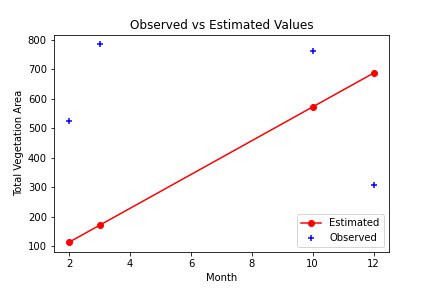 Observed vs Estimated Values
800
700
600
500
400
300
200
100
Total Vegetation Area
2
4
6
8
10
12
Month
Estimated
Observed